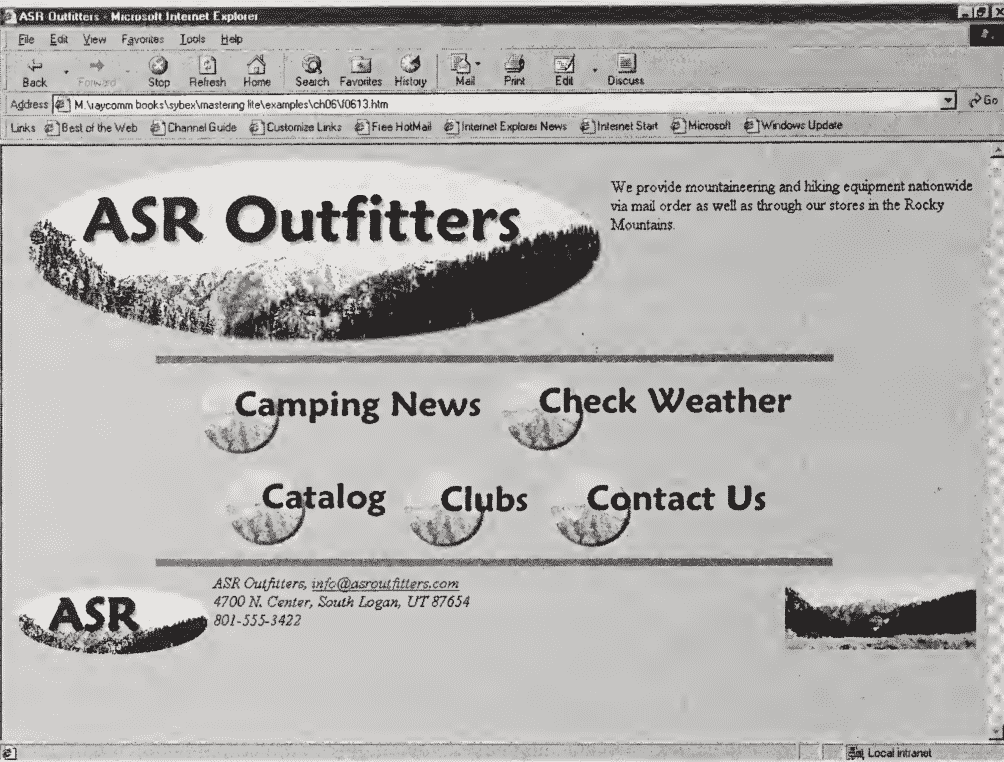 ASR Outfitters - Microsoft Internet Explorer
File Edit View Favorites Tools Help
Back Forward Stop Refresh Home Search Favorites History Mail Print Edit Discuss
Address M:\raycomm books\sybex\mastering lite\examples\ch06\f0613.htm Go
Links Best of the Web Channel Guide Customize Links Free HotMail Internet Explorer News Internet Start Microsoft Windows Update
ASR Outfitters
We provide mountaineering and hiking equipment nationwide
via mail order as well as through our stores in the Rocky
Mountains.
Camping News Check Weather
Catalog Clubs Contact Us
ASR
ASR Outfitters, info@asroutfitters.com
4700 N. Center, South Logan, UT 87654
801-555-3422
Local intranet